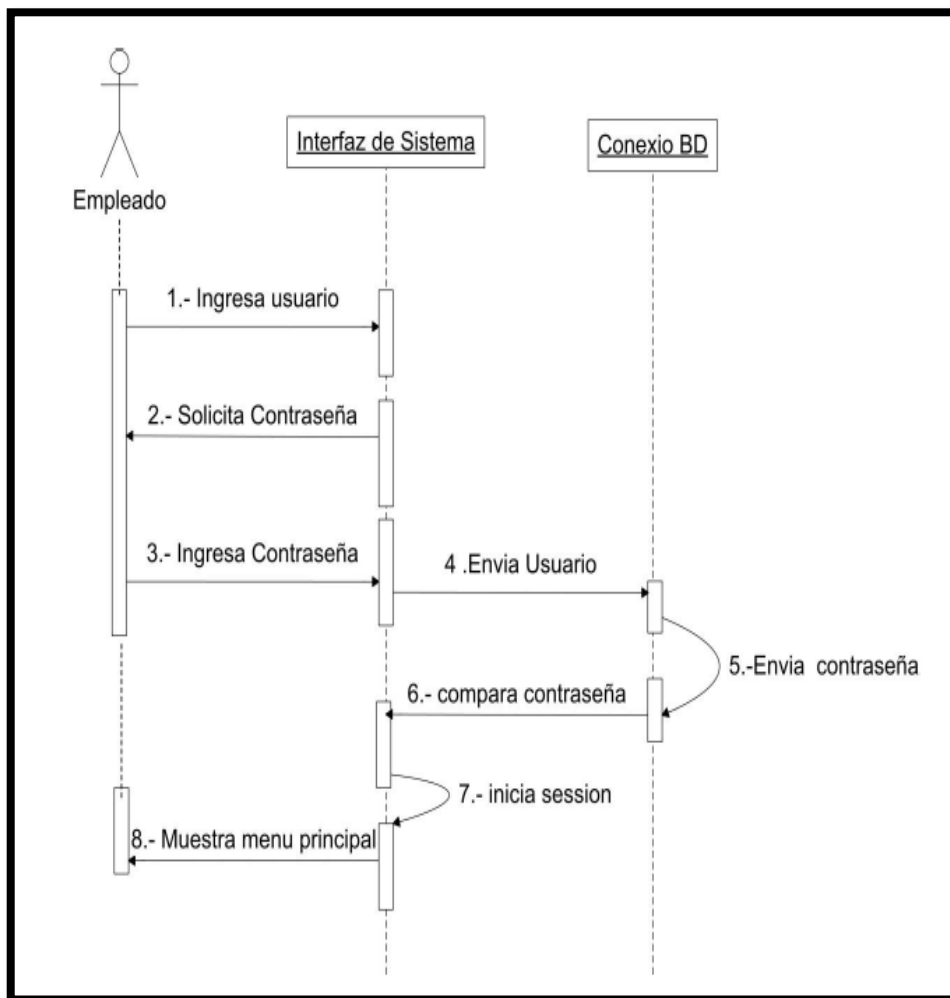 Interfaz de Sistema
Conexio BD
Empleado
1.- Ingresa usuario
2.- Solicita Contraseña
3.- Ingresa Contraseña
4 .Envia Usuario
5.-Envia contraseña
6.- compara contraseña
7.- inicia session
8.- Muestra menu principal